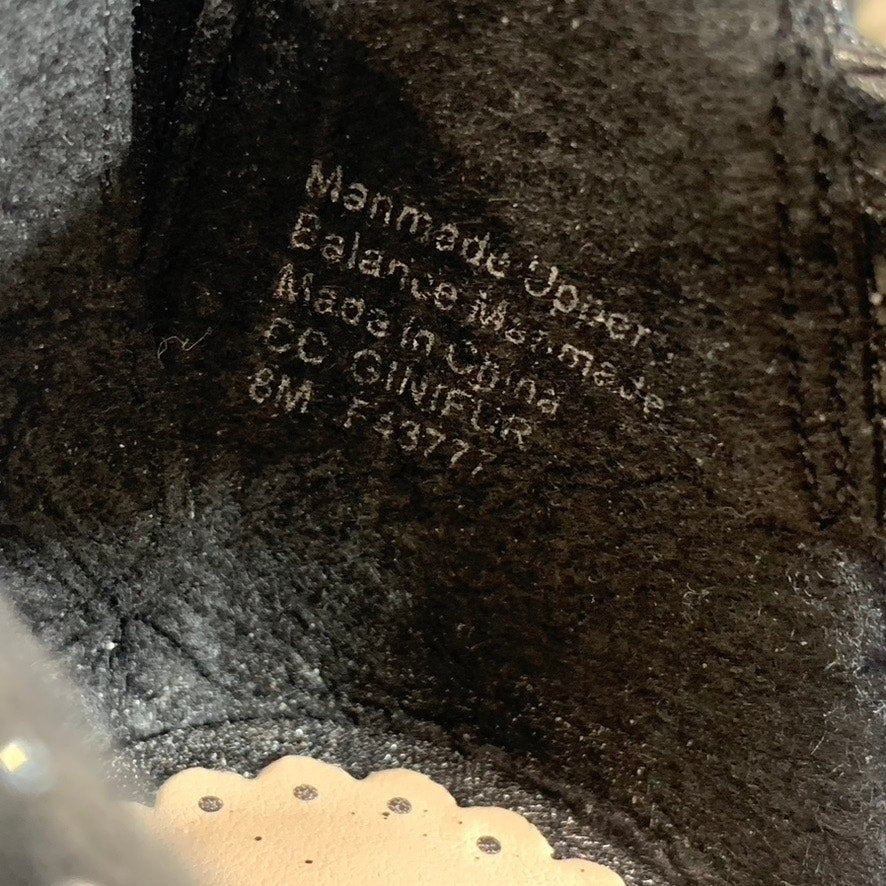 Manmade Upper
Balance Manmade
Made In China
CC GINIFUR
8M F43777